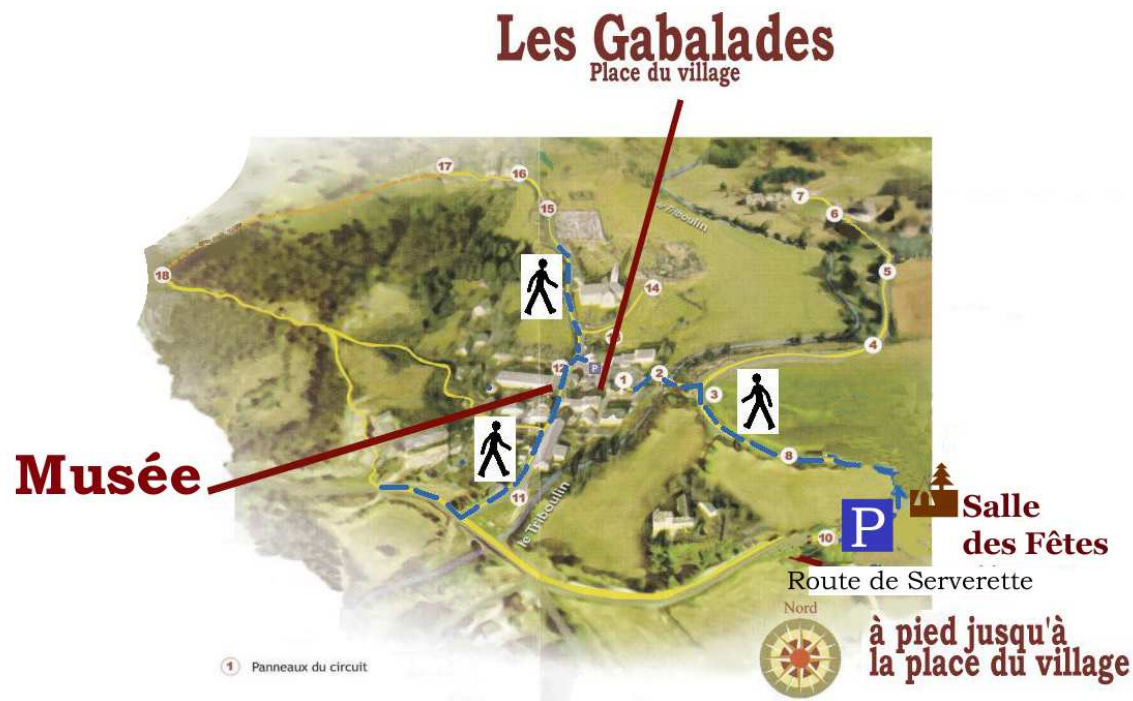 Les Gabalades
Place du village
17
16
15
7
6
Triboulin
5
18
14
4
12
P
1
2
3
Musée
8
11
le Triboulin
10
P
Salle
des Fêtes
Route de Serverette
Nord
à pied jusqu'à
la place du village
1 Panneaux du circuit